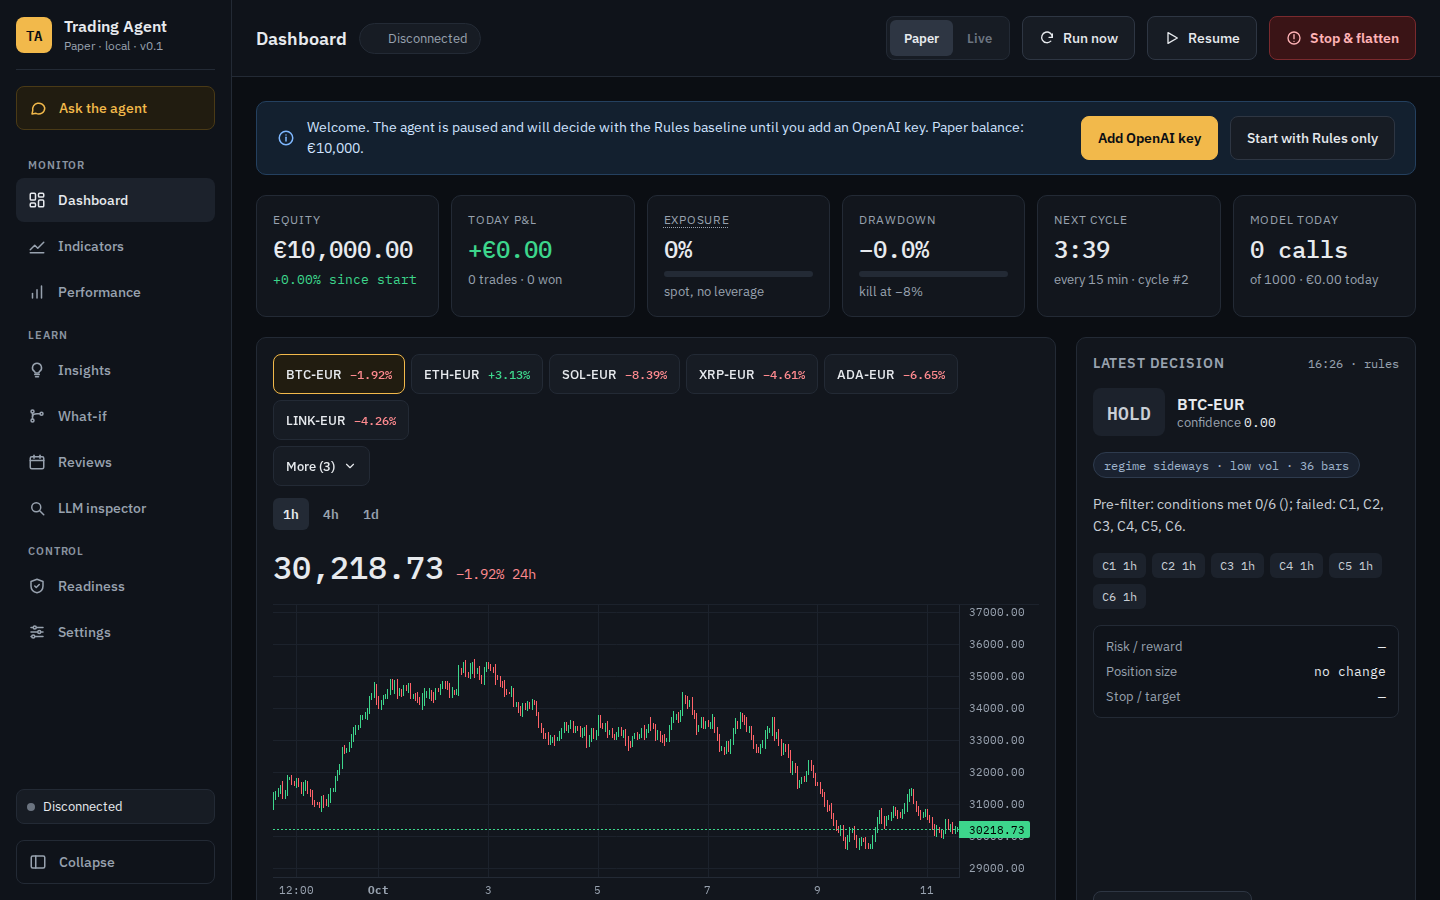 TA
Trading Agent
Paper · local · v0.1
Ask the agent
MONITOR
Dashboard
Indicators
Performance
LEARN
Insights
What-if
Reviews
LLM inspector
CONTROL
Readiness
Settings
Disconnected
Collapse
Dashboard
Disconnected
Paper
Live
Run now
Resume
Stop & flatten
Welcome. The agent is paused and will decide with the Rules baseline until you add an OpenAI key. Paper balance:
€10,000.
Add OpenAI key
Start with Rules only
EQUITY
€10,000.00
+0.00% since start
TODAY P&L
+€0.00
0 trades · 0 won
EXPOSURE
0%
spot, no leverage
DRAWDOWN
−0.0%
kill at −8%
NEXT CYCLE
3:39
every 15 min · cycle #2
MODEL TODAY
0 calls
of 1000 · €0.00 today
BTC-EUR −1.92%
ETH-EUR +3.13%
SOL-EUR −8.39%
XRP-EUR −4.61%
ADA-EUR −6.65%
LINK-EUR −4.26%
More (3)
1h
4h
1d
30,218.73 −1.92% 24h
37000.00
36000.00
35000.00
34000.00
33000.00
32000.00
31000.00
30218.73
29000.00
12:00
Oct
3
5
7
9
11
LATEST DECISION
16:26 · rules
HOLD
BTC-EUR
confidence 0.00
regime sideways · low vol · 36 bars
Pre-filter: conditions met 0/6 (); failed: C1, C2,
C3, C4, C5, C6.
C1 1h
C2 1h
C3 1h
C4 1h
C5 1h
C6 1h
Risk / reward –
Position size no change
Stop / target –